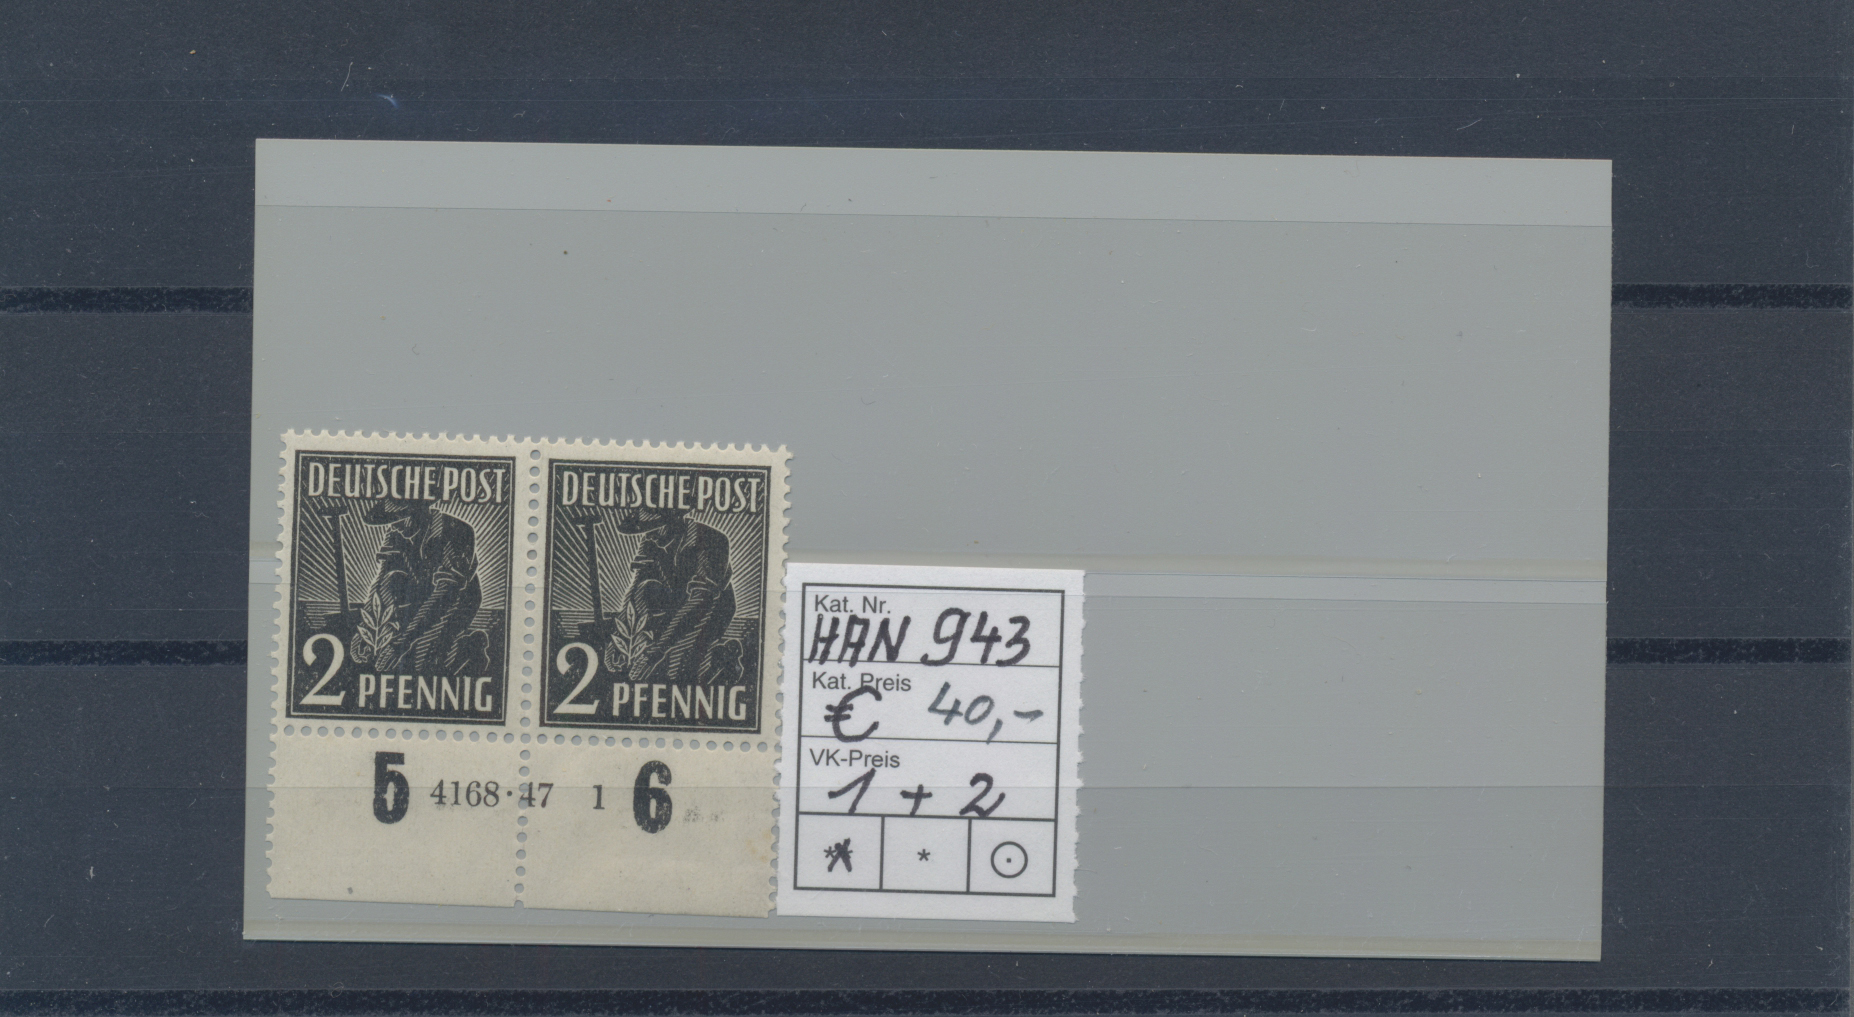 DEUTSCHE POST DEUTSCHE POST
2 PFENNIG 2 PFENNIG
5 4168·47 1 6
Kat. Nr.
HAN 943
Kat. Preis
€ 40,-
VK-Preis
1 + 2
** * ⊙